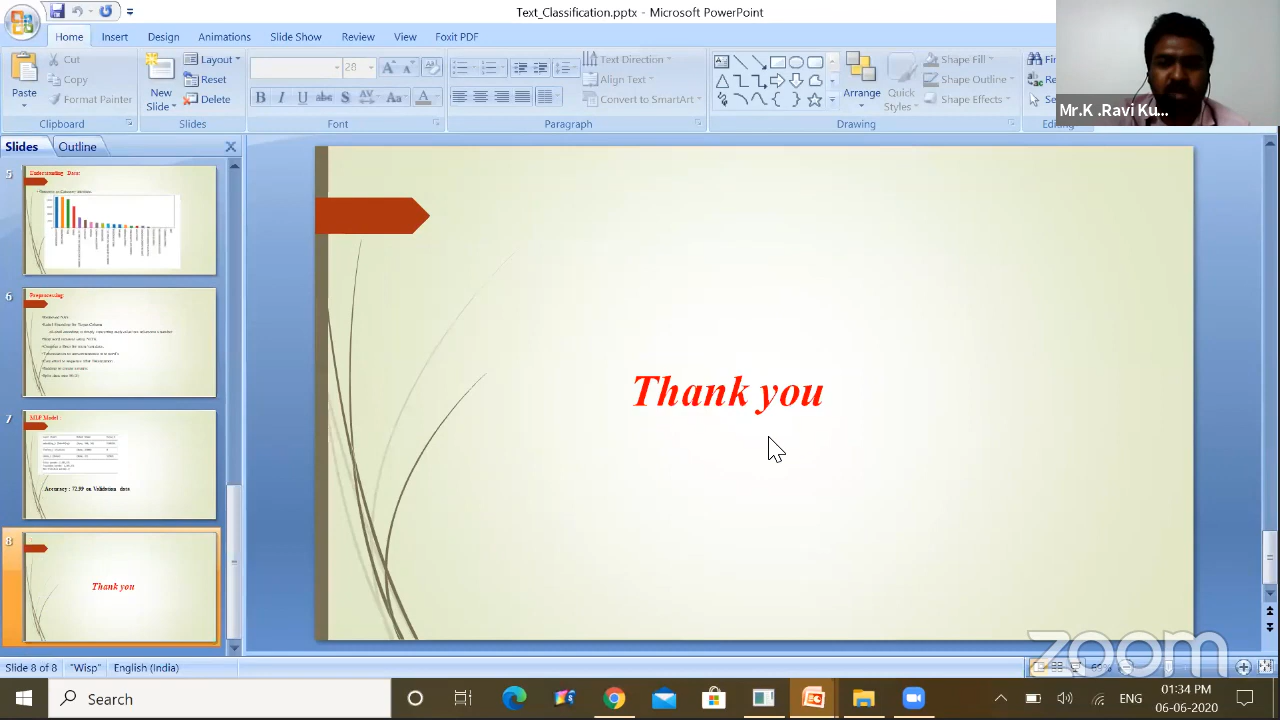 Text_Classification.pptx - Microsoft PowerPoint
Home Insert Design Animations Slide Show Review View Foxit PDF
Paste
Cut
Copy
Format Painter
Clipboard
New Slide
Layout
Reset
Delete
Slides
28
Font
Text Direction
Align Text
Convert to SmartArt
Paragraph
Arrange
Quick Styles
Shape Fill
Shape Outline
Shape Effects
Drawing
Editing
Mr.K .Ravi Ku...
Slides Outline
5
Understanding Data:
6
Preprocessing:
7
MLP Model
Accuracy : 72.99 on Validation data
8
Thank you
Thank you
zoom
Slide 8 of 8 "Wisp" English (India)
Search
ENG
01:34 PM
06-06-2020